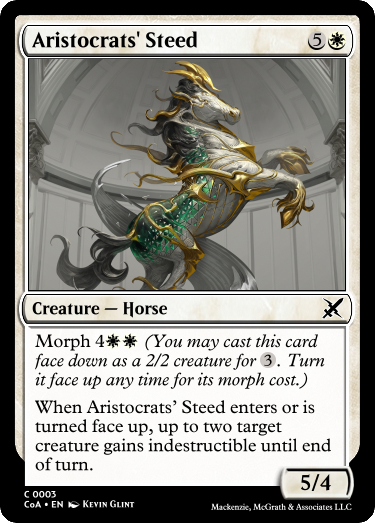 Aristocrats' Steed 5
Creature — Horse
Morph 4 (You may cast this card
face down as a 2/2 creature for 3. Turn
it face up any time for its morph cost.)
When Aristocrats' Steed enters or is
turned face up, up to two target
creature gains indestructible until end
of turn.
5/4
C 0003
CoA • EN Kevin Glint
Mackenzie, McGrath & Associates LLC